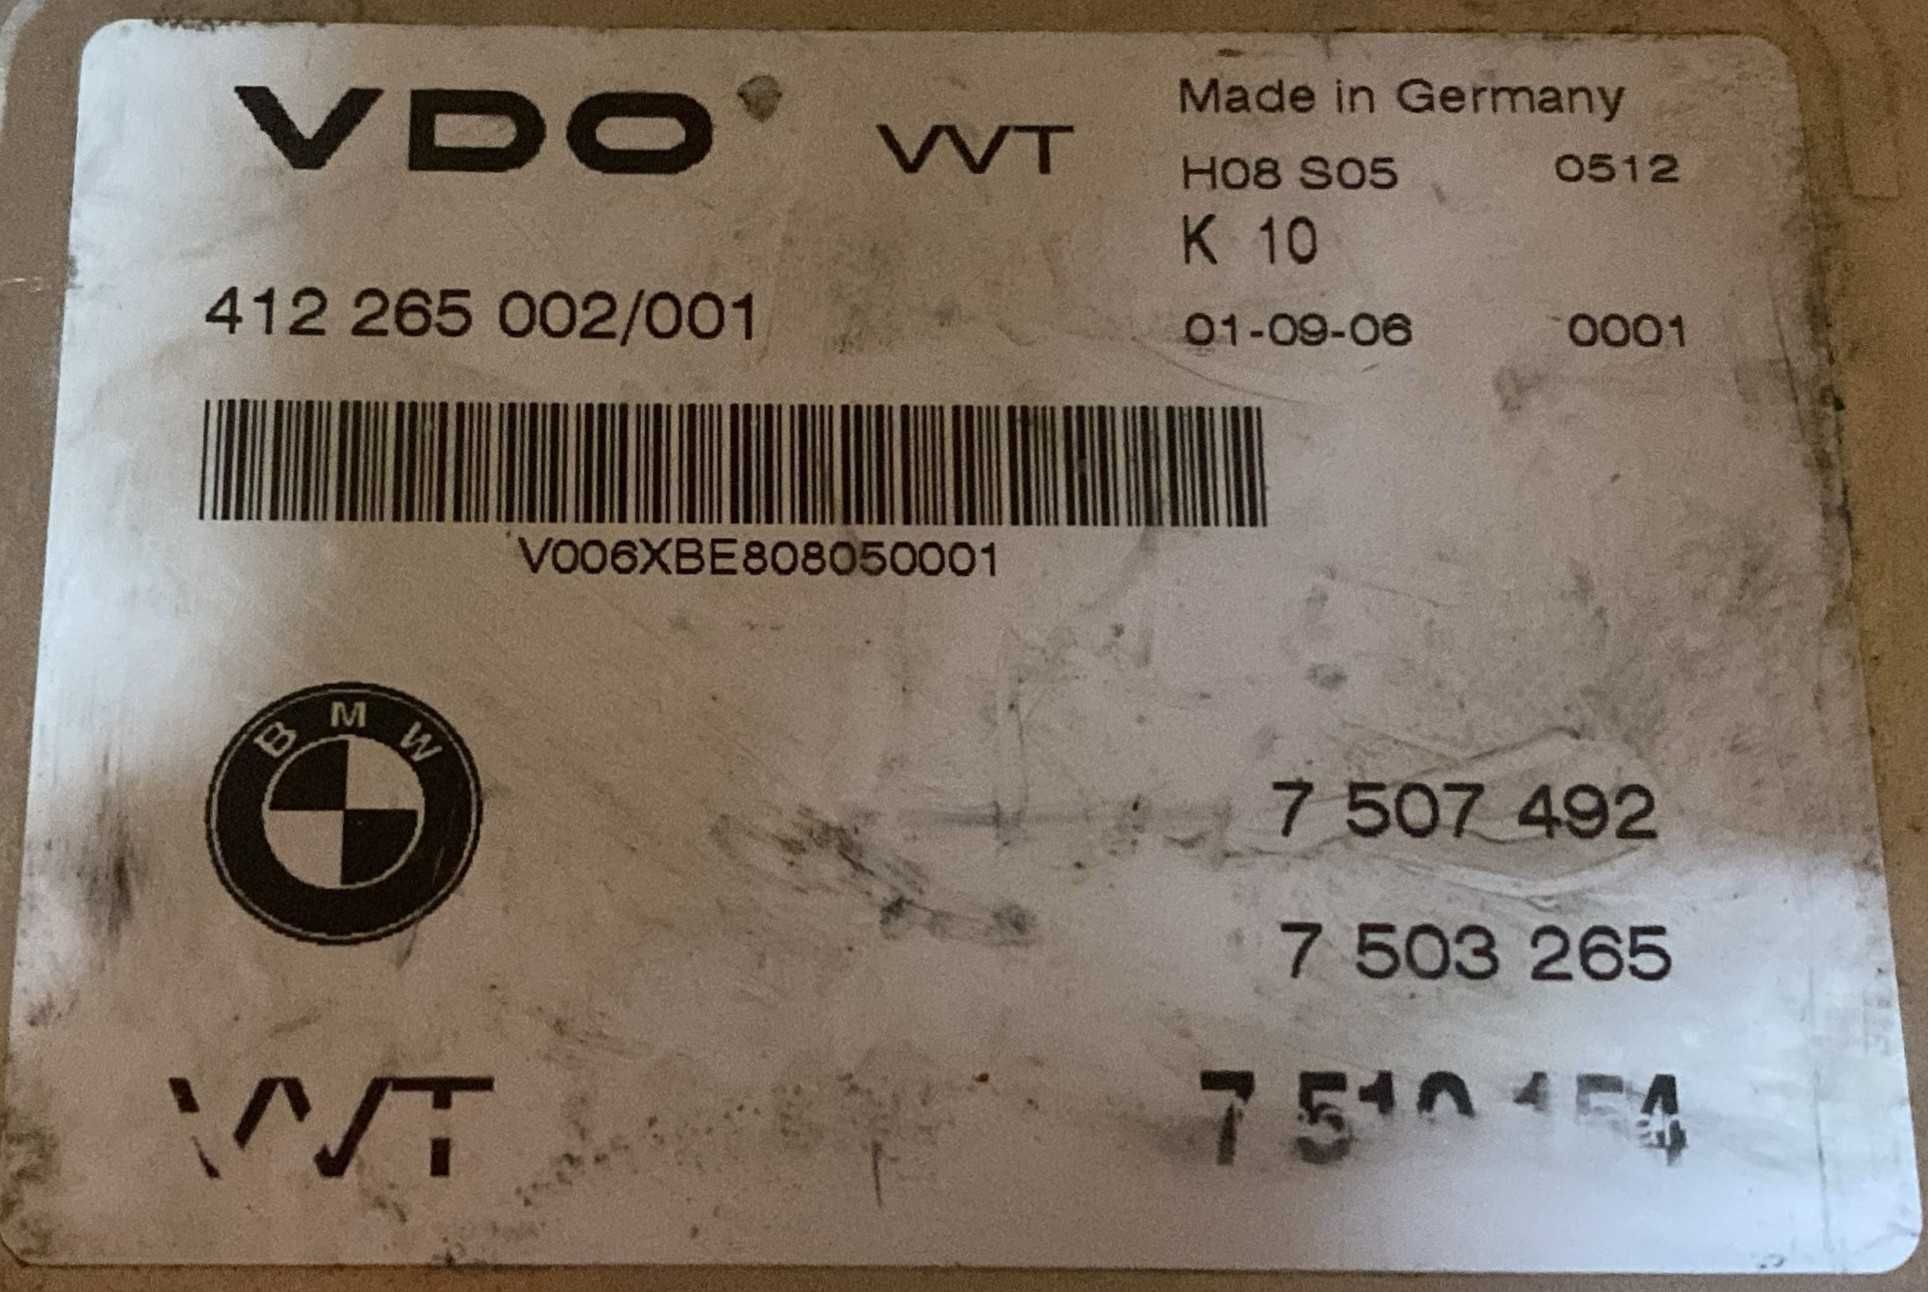 VDO VVT
Made in Germany
H08 S05 0512
K 10
412 265 002/001
01-09-06 0001
V006XBE808050001
BMW
7 507 492
7 503 265
VVT
7